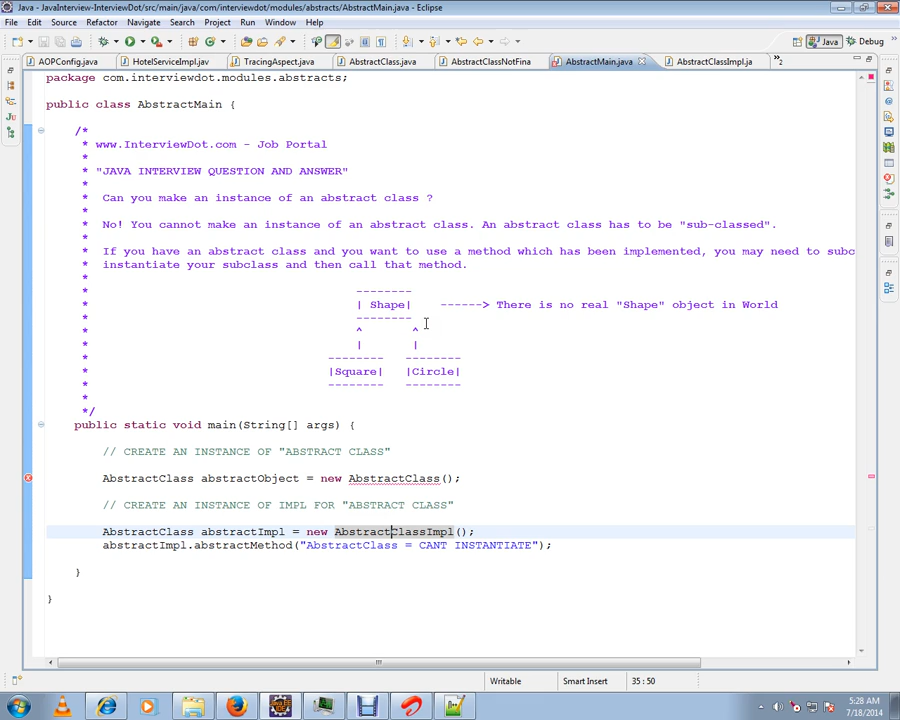 Java - JavaInterview-InterviewDot/src/main/java/com/interviewdot/modules/abstracts/AbstractMain.java - Eclipse
File Edit Source Refactor Navigate Search Project Run Window Help
Java Debug
AOPConfig.java HotelServiceImpl.jav TracingAspect.java AbstractClass.java AbstractClassNotFina AbstractMain.java AbstractClassImpl.ja »2
package com.interviewdot.modules.abstracts;
public class AbstractMain {
/*
* www.InterviewDot.com - Job Portal
*
* "JAVA INTERVIEW QUESTION AND ANSWER"
*
* Can you make an instance of an abstract class ?
*
* No! You cannot make an instance of an abstract class. An abstract class has to be "sub-classed".
*
* If you have an abstract class and you want to use a method which has been implemented, you may need to subc
* instantiate your subclass and then call that method.
*
* --------
* | Shape| ------> There is no real "Shape" object in World
* --------
* ^ ^
* | |
* -------- --------
* |Square| |Circle|
* -------- --------
*
*/
public static void main(String[] args) {
// CREATE AN INSTANCE OF "ABSTRACT CLASS"
AbstractClass abstractObject = new AbstractClass();
// CREATE AN INSTANCE OF IMPL FOR "ABSTRACT CLASS"
AbstractClass abstractImpl = new AbstractClassImpl();
abstractImpl.abstractMethod("AbstractClass = CANT INSTANTIATE");
}
}
Writable Smart Insert 35 : 50
5:28 AM
7/18/2014